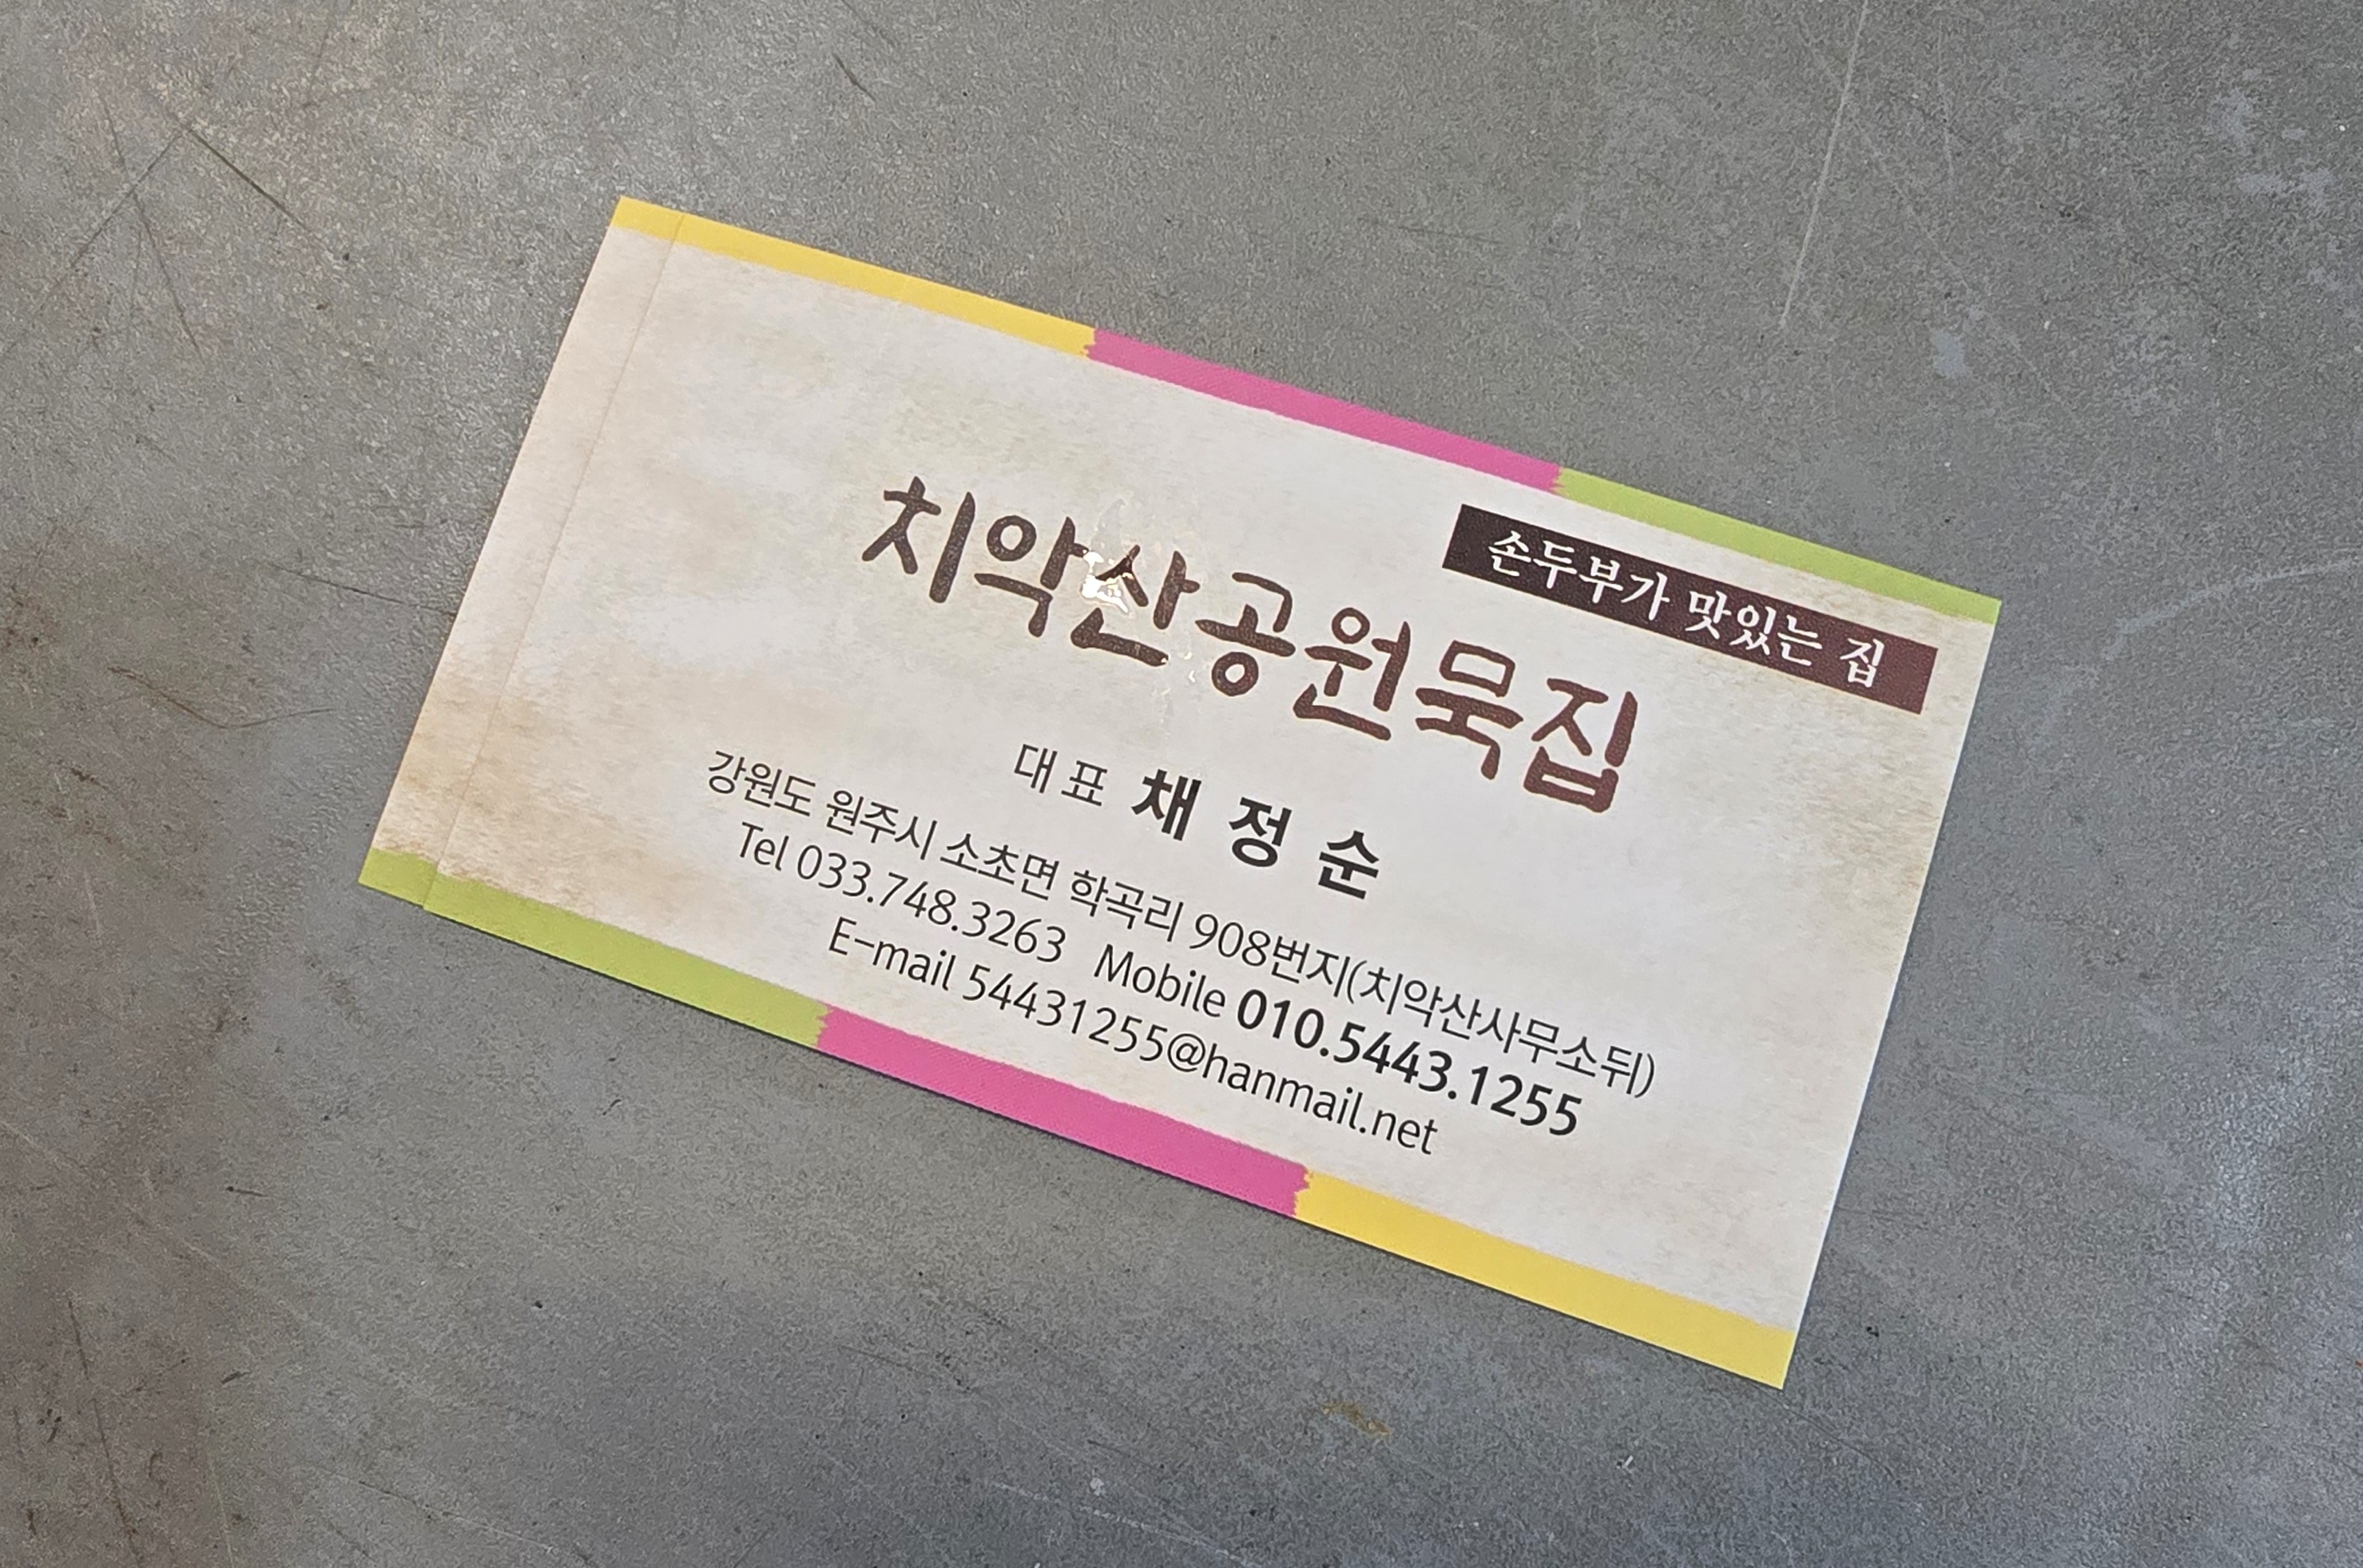 손두부가 맛있는 집
치악산공원묵집
대표 채정순
강원도 원주시 소초면 학곡리 908번지(치악산사무소뒤)
Tel 033.748.3263 Mobile 010.5443.1255
E-mail 54431255@hanmail.net